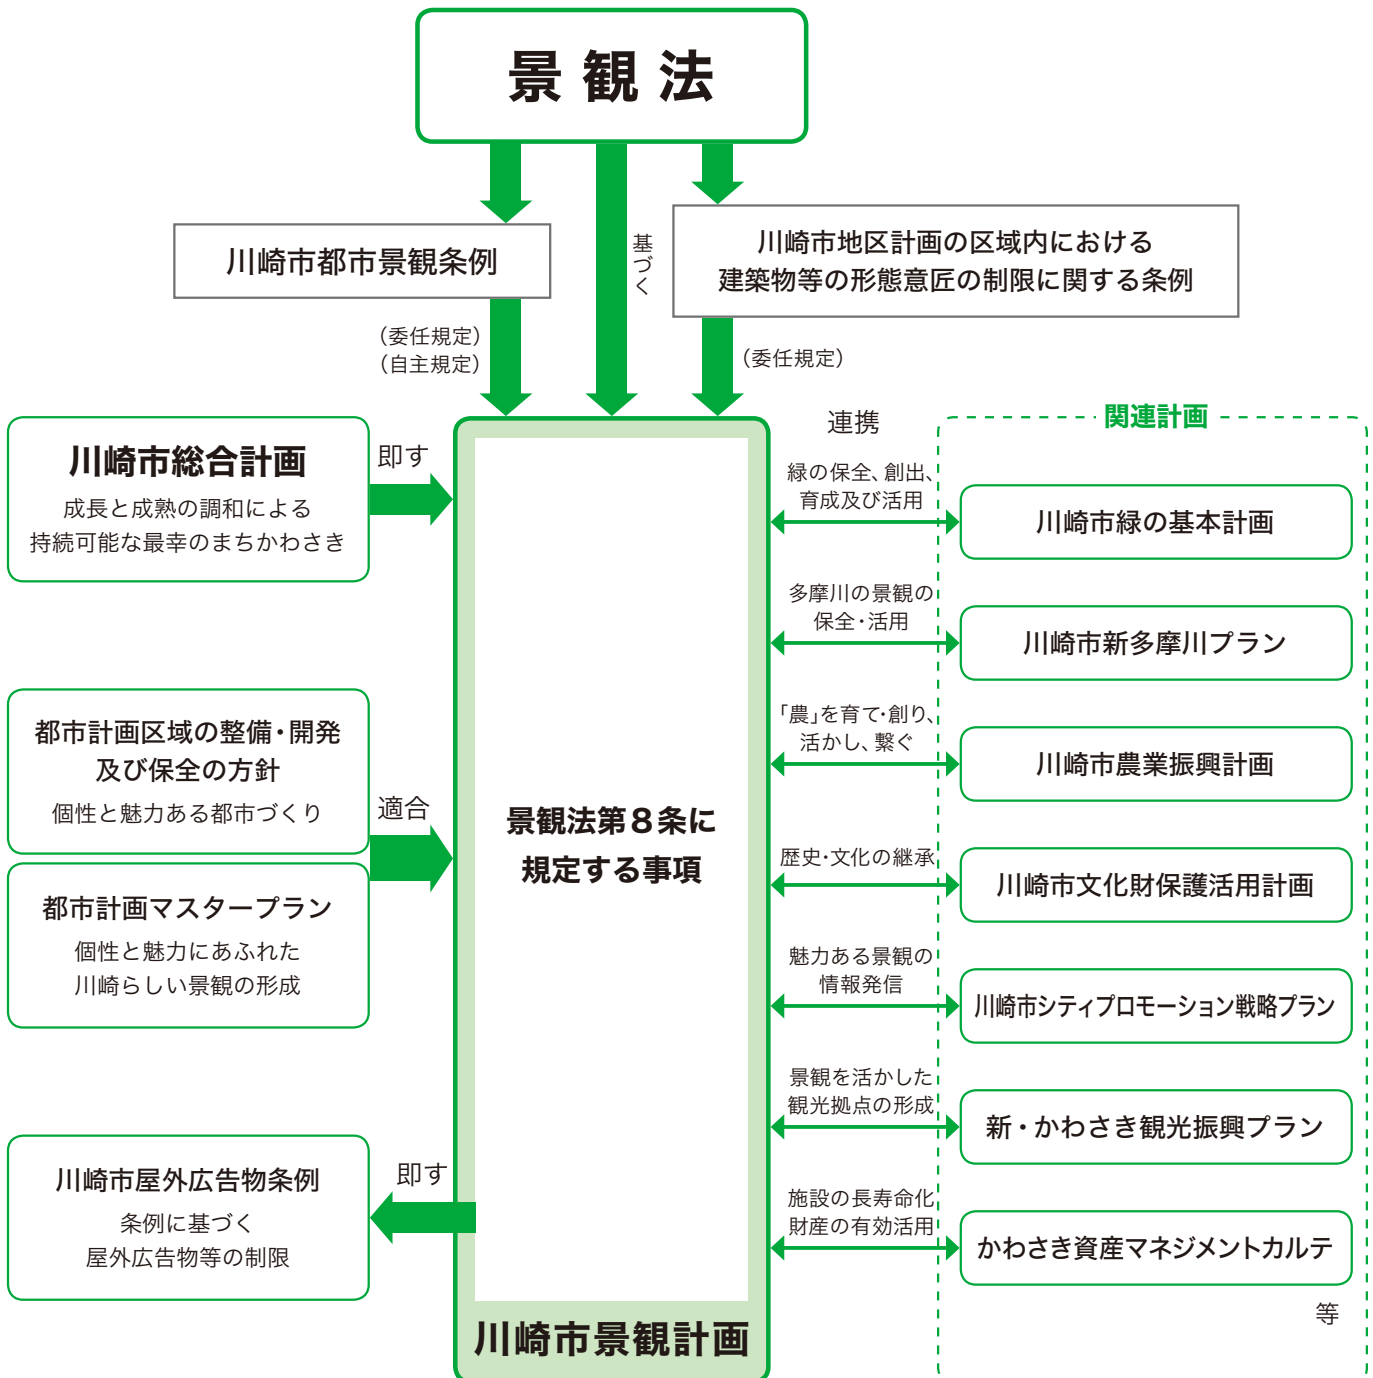 景観法
川崎市都市景観条例
基づく
川崎市地区計画の区域内における
建築物等の形態意匠の制限に関する条例
（委任規定）
（自主規定）
（委任規定）
川崎市総合計画
成長と成熟の調和による
持続可能な最幸のまちかわさき
即す
都市計画区域の整備・開発
及び保全の方針
個性と魅力ある都市づくり
適合
都市計画マスタープラン
個性と魅力にあふれた
川崎らしい景観の形成
川崎市屋外広告物条例
条例に基づく
屋外広告物等の制限
即す
景観法第８条に
規定する事項
川崎市景観計画
連携
関連計画
緑の保全、創出、
育成及び活用
川崎市緑の基本計画
多摩川の景観の
保全・活用
川崎市新多摩川プラン
「農」を育て・創り、
活かし、繋ぐ
川崎市農業振興計画
歴史・文化の継承
川崎市文化財保護活用計画
魅力ある景観の
情報発信
川崎市シティプロモーション戦略プラン
景観を活かした
観光拠点の形成
新・かわさき観光振興プラン
施設の長寿命化
財産の有効活用
かわさき資産マネジメントカルテ
等